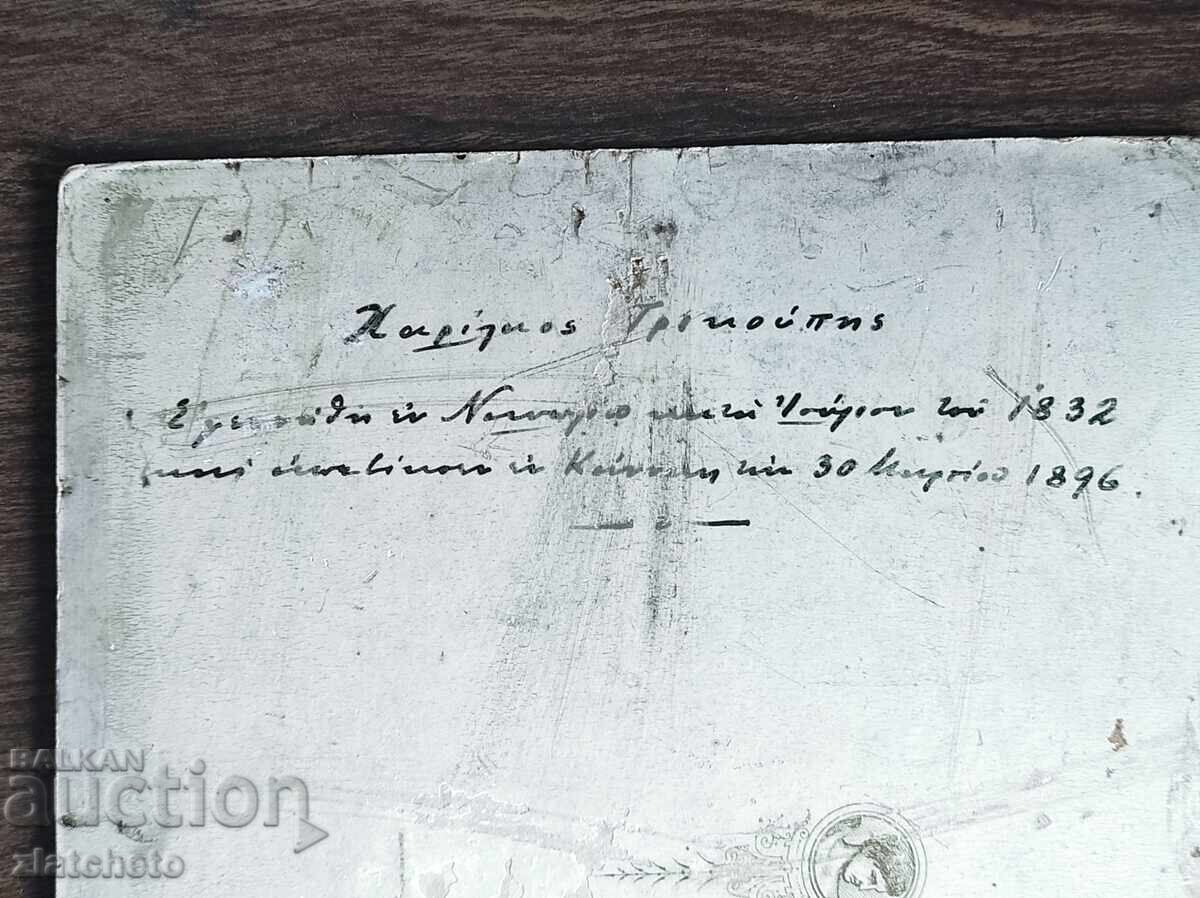 Χαρίλαος Τρικούπης
Εγεννήθη εν Ναυπλίω κατά Ιούλιον του 1832
και απεβίωσεν εν Κάνναις την 30 Μαρτίου 1896.
BALKAN
auction
zlatcheto